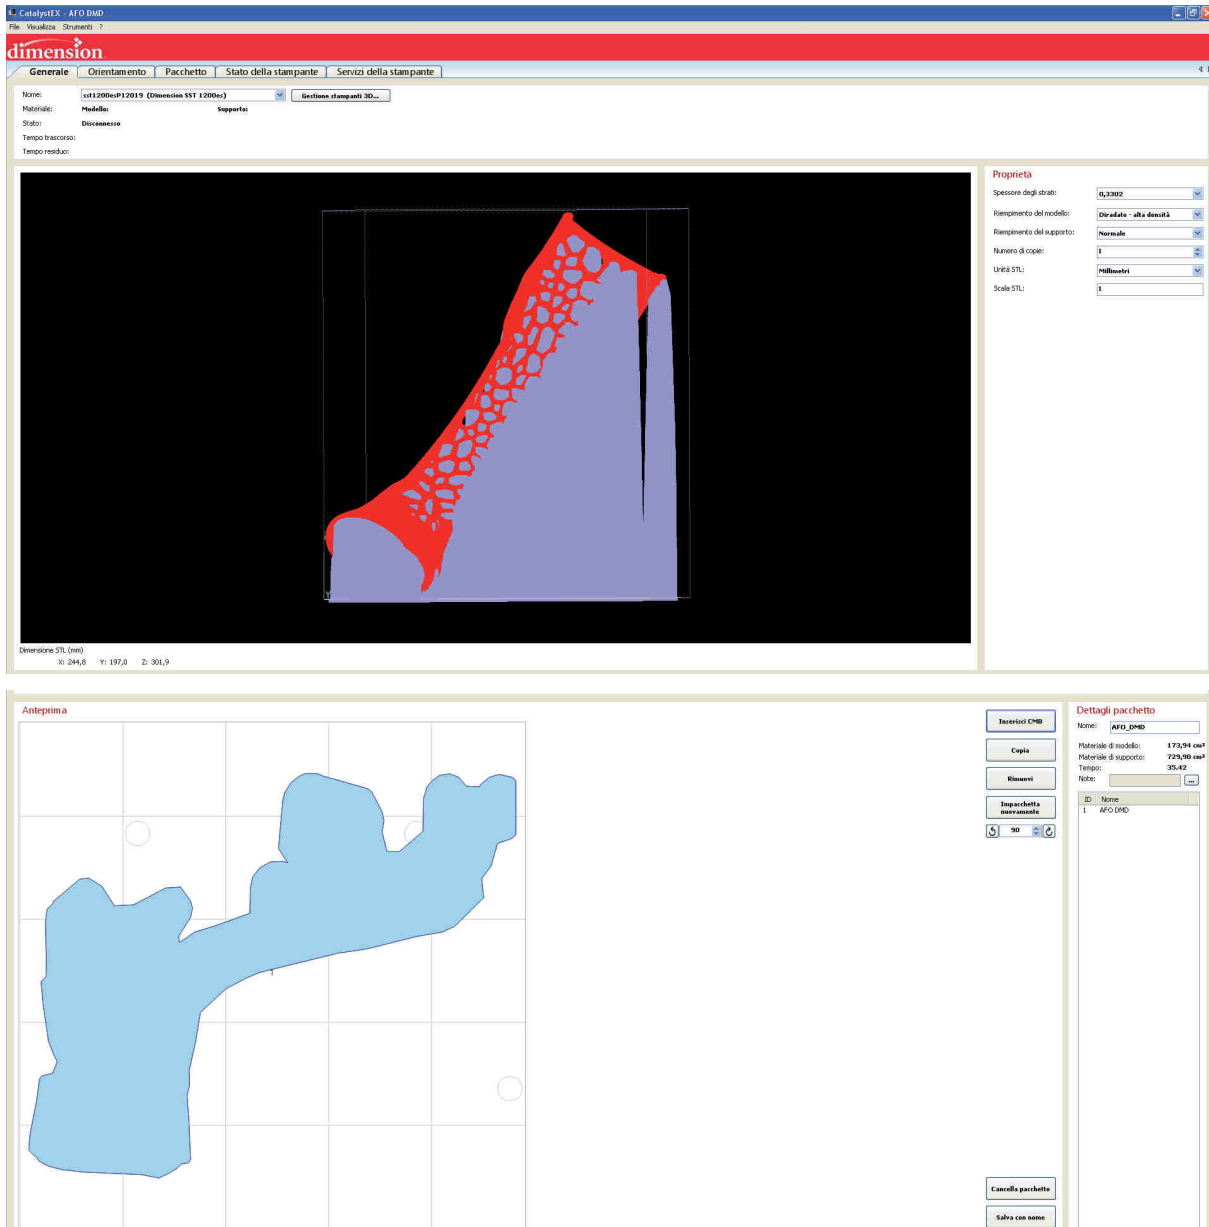 CatalystEX - AFO DMD
File Visualizza Strumenti ?
dimension
Generale Orientamento Pacchetto Stato della stampante Servizi della stampante
Nome: sst1200esP12019 (Dimension SST 1200es) Gestione stampanti 3D...
Materiale: Modello: Supporto:
Stato: Disconnesso
Tempo trascorso:
Tempo residuo:
Proprietà
Spessore degli strati: 0,3302
Riempimento del modello: Diradato - alta densità
Riempimento del supporto: Normale
Numero di copie: 1
Unità STL: Millimetri
Scala STL: 1
Y
Dimensione STL (mm)
X: 244,8 Y: 197,0 Z: 301,9
Anteprima
1
Inserisci CMB
Copia
Rimuovi
Impacchetta
nuovamente
90
Cancella pacchetto
Salva con nome
Dettagli pacchetto
Nome: AFO_DMD
Materiale di modello: 173,94 cm³
Materiale di supporto: 729,90 cm³
Tempo: 35.42
Note: ...
ID Nome
1 AFO DMD